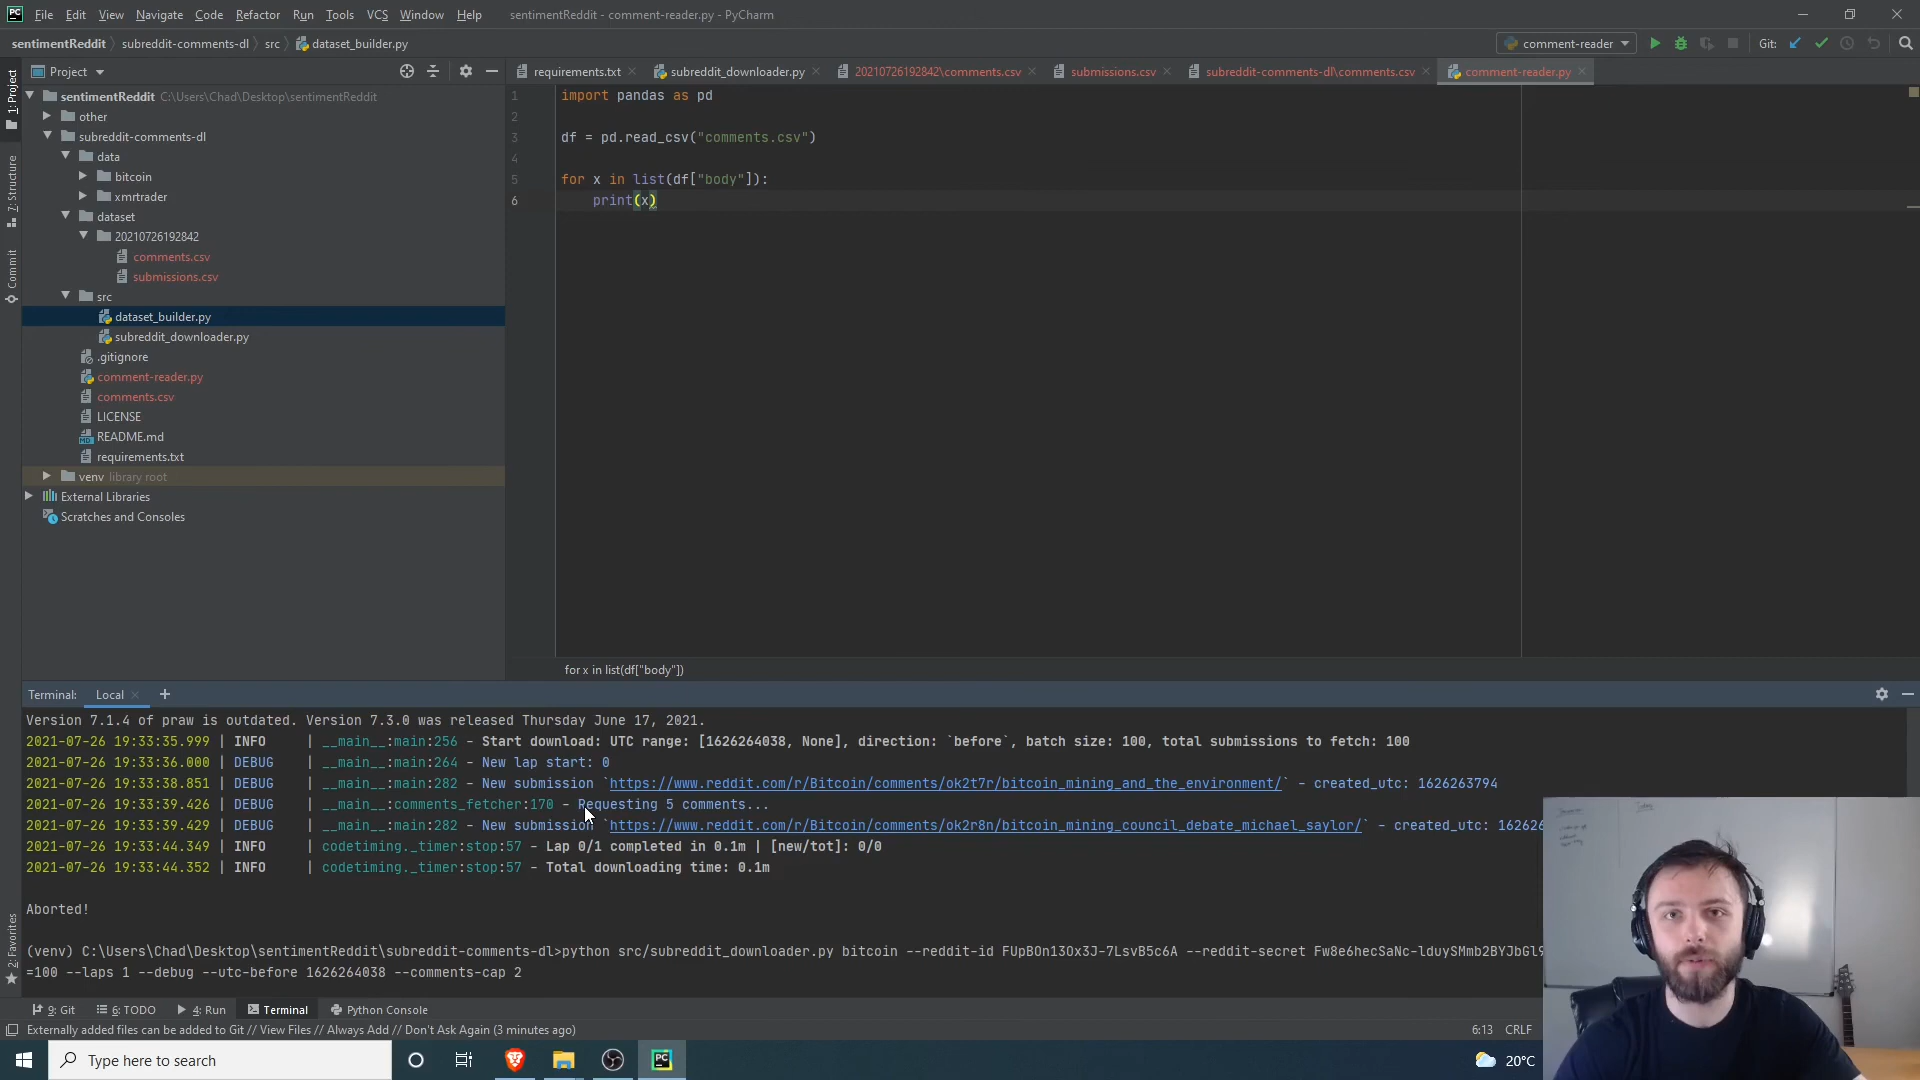 PC File Edit View Navigate Code Refactor Run Tools VCS Window Help sentimentReddit - comment-reader.py - PyCharm
sentimentReddit subreddit-comments-dl src dataset_builder.py comment-reader Git:
Project requirements.txt subreddit_downloader.py 20210726192842\comments.csv submissions.csv subreddit-comments-dl\comments.csv comment-reader.py
1: Project
7: Structure
Commit
2: Favorites
sentimentReddit C:\Users\Chad\Desktop\sentimentReddit
other
subreddit-comments-dl
data
bitcoin
xmrtrader
dataset
20210726192842
comments.csv
submissions.csv
src
dataset_builder.py
subreddit_downloader.py
.gitignore
comment-reader.py
comments.csv
LICENSE
README.md
requirements.txt
venv library root
External Libraries
Scratches and Consoles
1 import pandas as pd
2
3 df = pd.read_csv("comments.csv")
4
5 for x in list(df["body"]):
6 print(x)
for x in list(df["body"])
Terminal: Local +
Version 7.1.4 of praw is outdated. Version 7.3.0 was released Thursday June 17, 2021.
2021-07-26 19:33:35.999 | INFO | __main__:main:256 - Start download: UTC range: [1626264038, None], direction: `before`, batch size: 100, total submissions to fetch: 100
2021-07-26 19:33:36.000 | DEBUG | __main__:main:264 - New lap start: 0
2021-07-26 19:33:38.851 | DEBUG | __main__:main:282 - New submission `https://www.reddit.com/r/Bitcoin/comments/ok2t7r/bitcoin_mining_and_the_environment/` - created_utc: 1626263794
2021-07-26 19:33:39.426 | DEBUG | __main__:comments_fetcher:170 - Requesting 5 comments...
2021-07-26 19:33:39.429 | DEBUG | __main__:main:282 - New submission `https://www.reddit.com/r/Bitcoin/comments/ok2r8n/bitcoin_mining_council_debate_michael_saylor/` - created_utc: 16262
2021-07-26 19:33:44.349 | INFO | codetiming._timer:stop:57 - Lap 0/1 completed in 0.1m | [new/tot]: 0/0
2021-07-26 19:33:44.352 | INFO | codetiming._timer:stop:57 - Total downloading time: 0.1m
Aborted!
(venv) C:\Users\Chad\Desktop\sentimentReddit\subreddit-comments-dl>python src/subreddit_downloader.py bitcoin --reddit-id FUpBOn13Ox3J-7LsvB5c6A --reddit-secret Fw8e6hecSaNc-lduySMmb2BYJbGl9
=100 --laps 1 --debug --utc-before 1626264038 --comments-cap 2
9: Git 6: TODO 4: Run Terminal Python Console
Externally added files can be added to Git // View Files // Always Add // Don't Ask Again (3 minutes ago) 6:13 CRLF
Type here to search PC 20°C